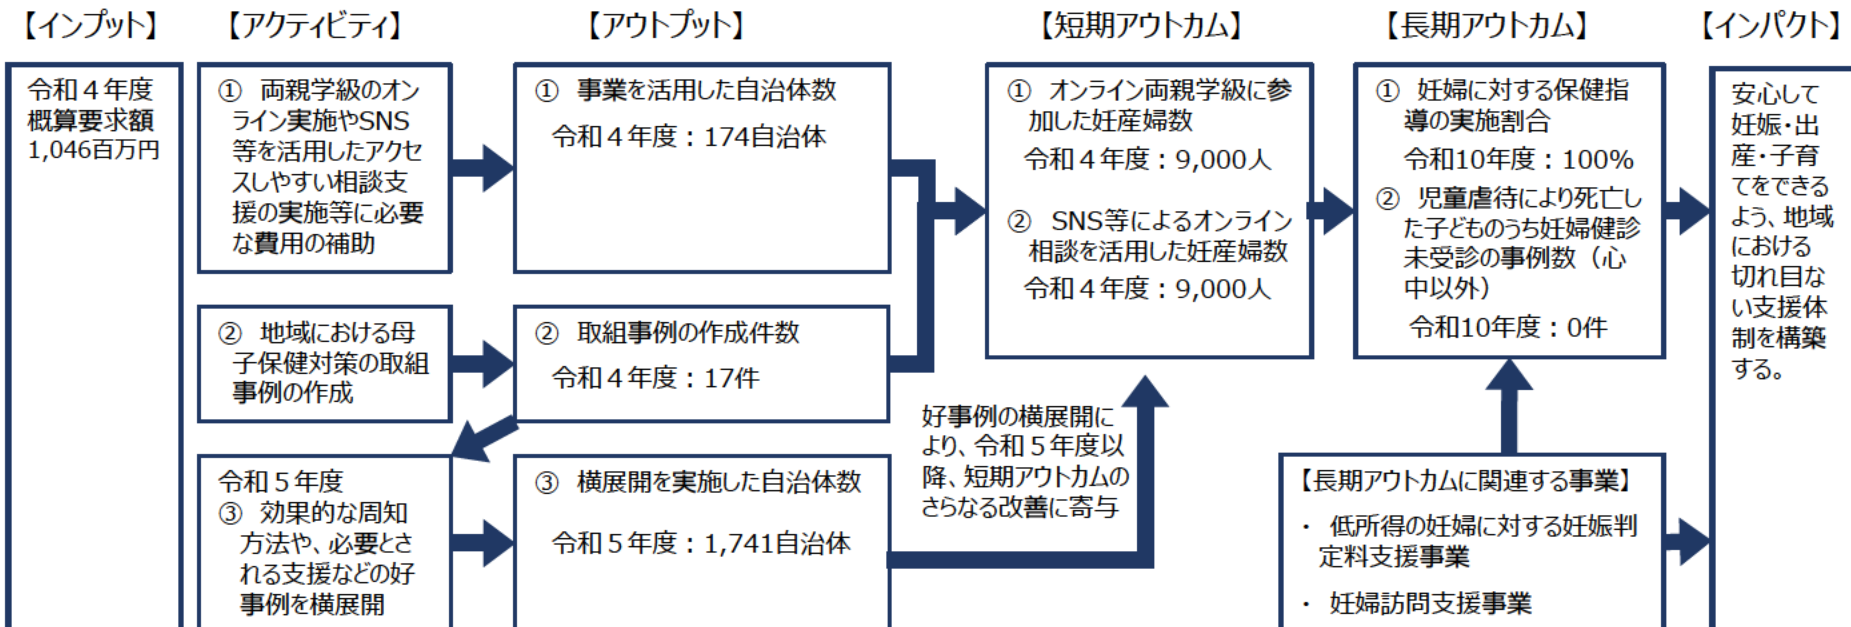 【インプット】
令和４年度
概算要求額
1,046百万円
【アクティビティ】
① 両親学級のオン
ライン実施やSNS
等を活用したアクセ
スしやすい相談支
援の実施等に必要
な費用の補助
② 地域における母
子保健対策の取組
事例の作成
令和５年度
③ 効果的な周知
方法や、必要とさ
れる支援などの好
事例を横展開
【アウトプット】
① 事業を活用した自治体数
令和４年度：174自治体
② 取組事例の作成件数
令和４年度：17件
③ 横展開を実施した自治体数
令和５年度：1,741自治体
【短期アウトカム】
① オンライン両親学級に参
加した妊産婦数
令和４年度：9,000人
② SNS等によるオンライン
相談を活用した妊産婦数
令和４年度：9,000人
好事例の横展開に
より、令和５年度以
降、短期アウトカムの
さらなる改善に寄与
【長期アウトカム】
① 妊婦に対する保健指
導の実施割合
令和10年度：100%
② 児童虐待により死亡し
た子どものうち妊婦健診
未受診の事例数（心
中以外）
令和10年度：0件
【長期アウトカムに関連する事業】
・ 低所得の妊婦に対する妊娠判
定料支援事業
・ 妊婦訪問支援事業
【インパクト】
安心して
妊娠・出
産・子育
てをできる
よう、地域
における
切れ目な
い支援体
制を構築
する。